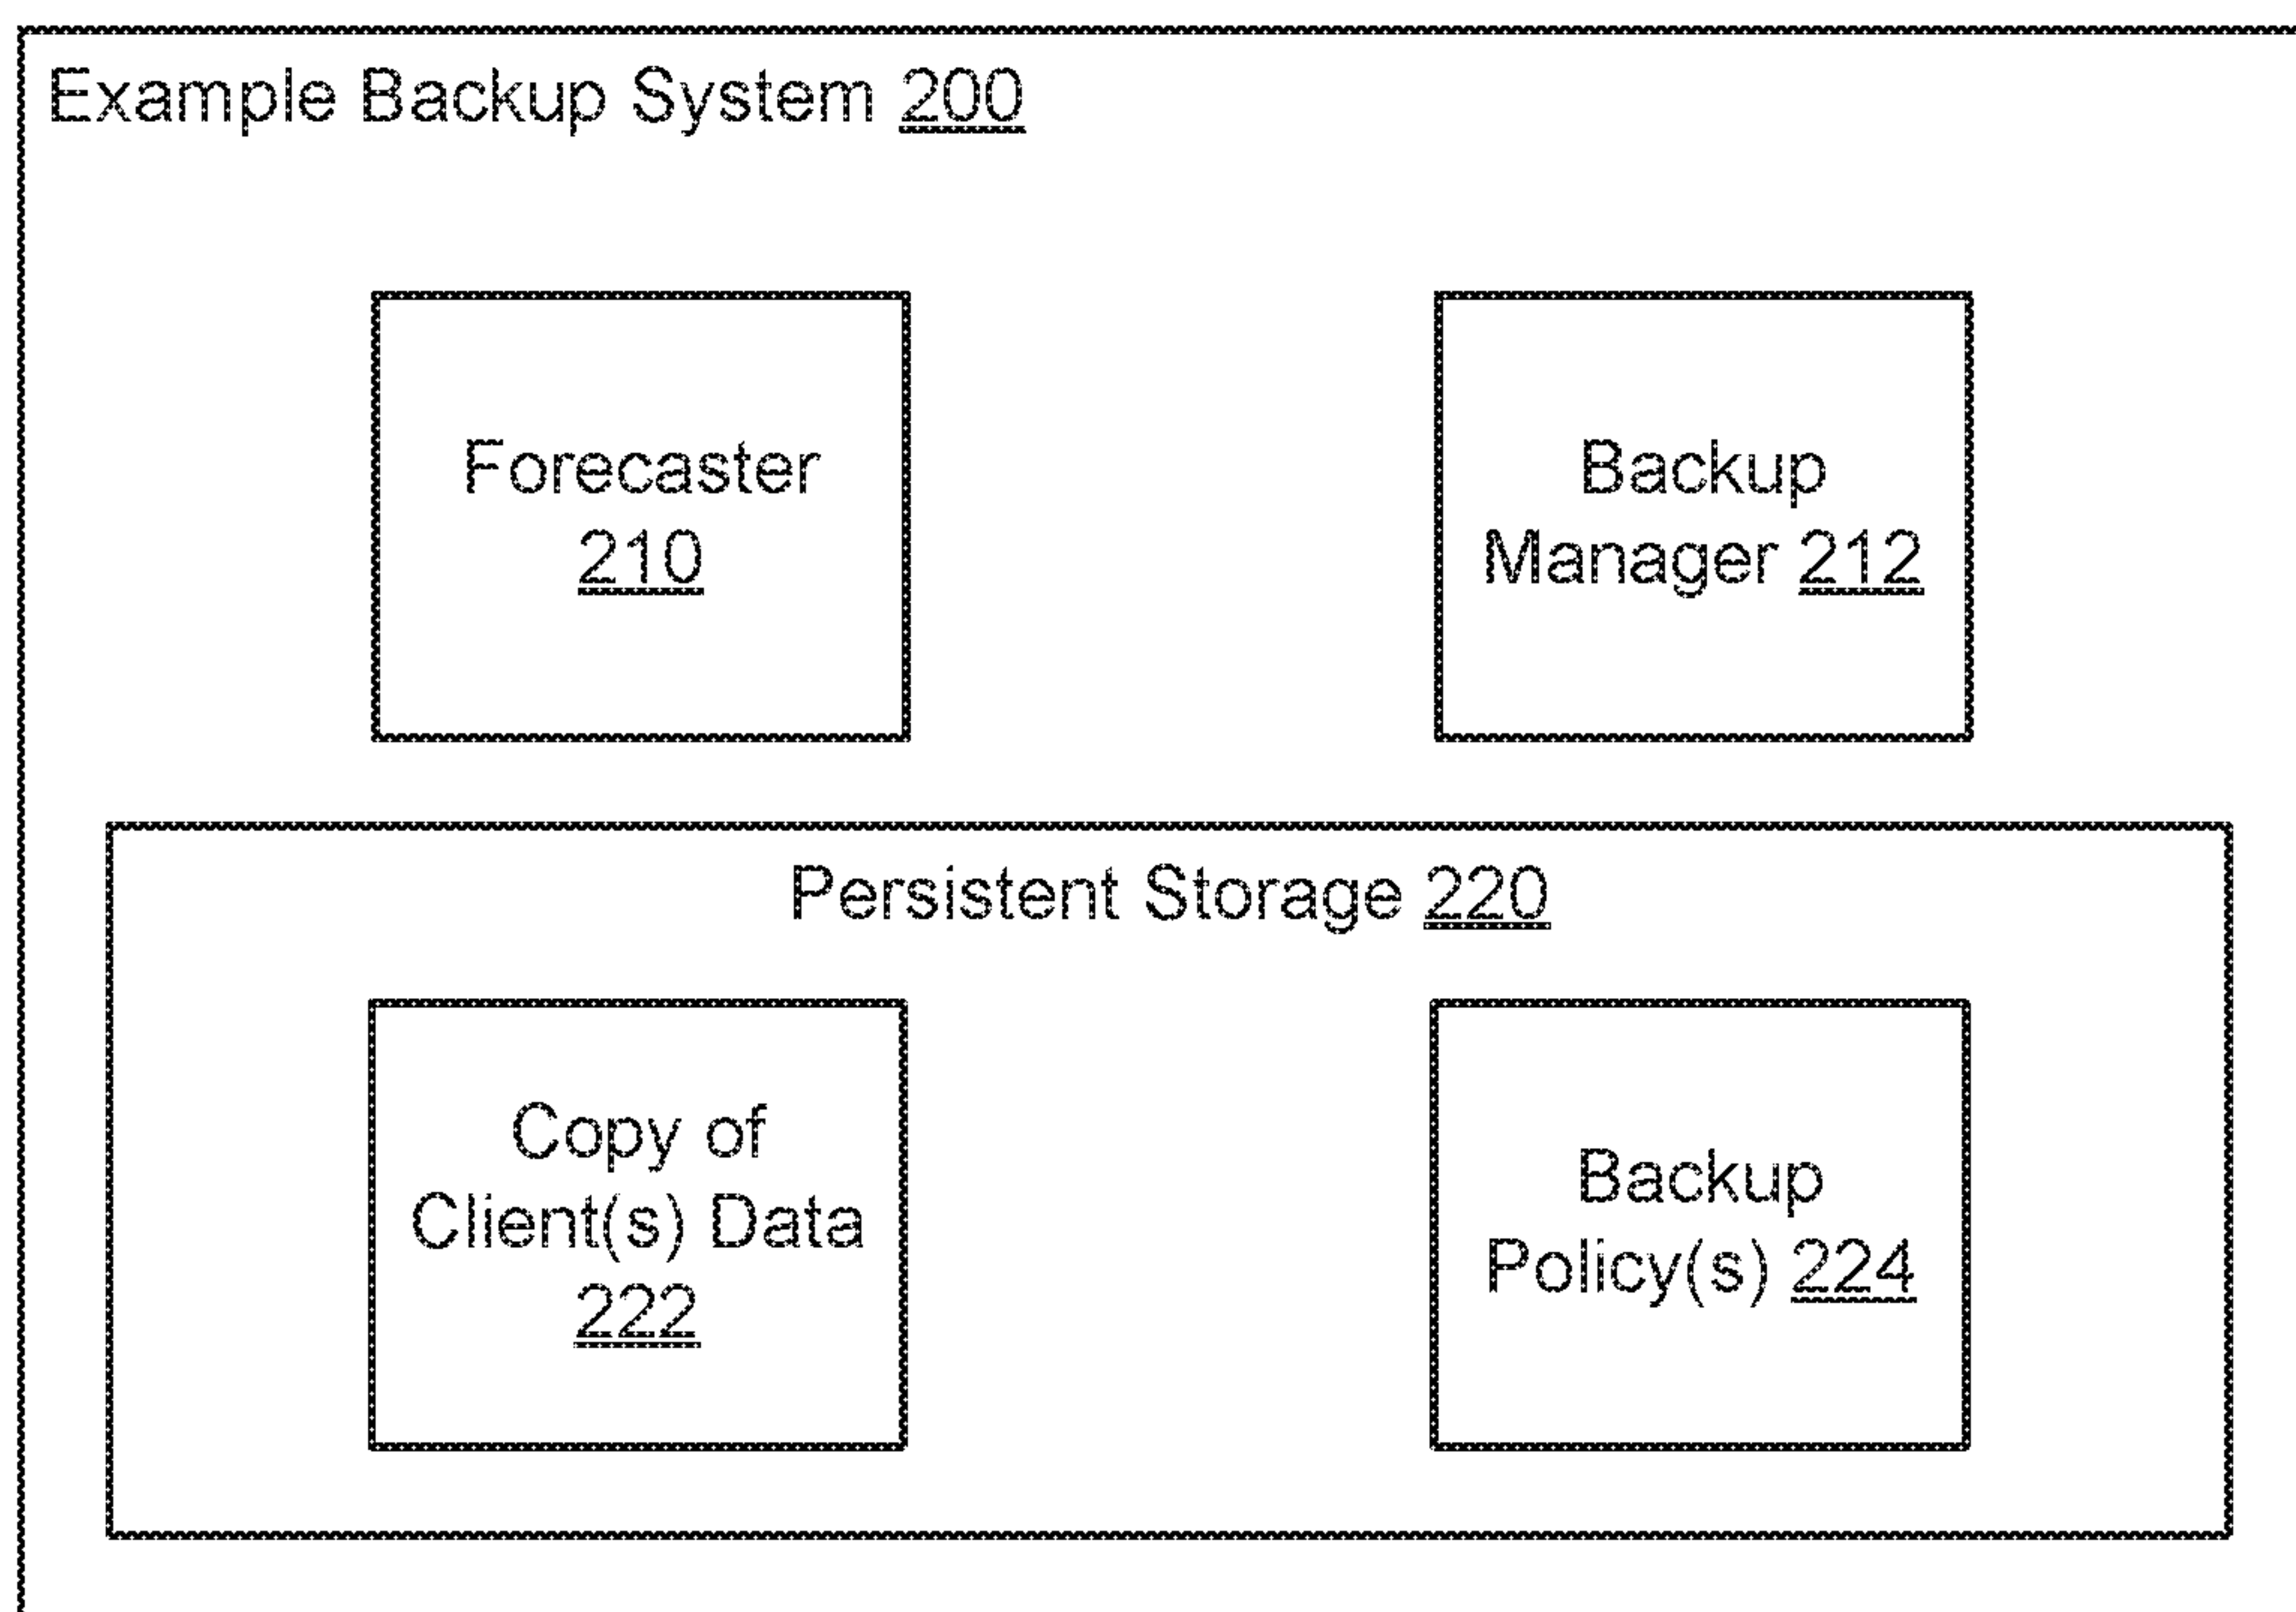 Example Backup System 200
Forecaster
210
Backup
Manager 212
Persistent Storage 220
Copy of
Client(s) Data
222
Backup
Policy(s) 224